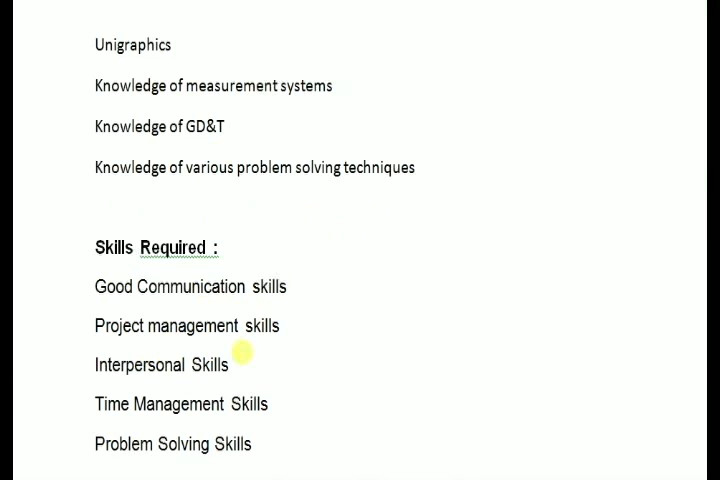 Unigraphics
Knowledge of measurement systems
Knowledge of GD&T
Knowledge of various problem solving techniques
Skills Required :
Good Communication skills
Project management skills
Interpersonal Skills
Time Management Skills
Problem Solving Skills